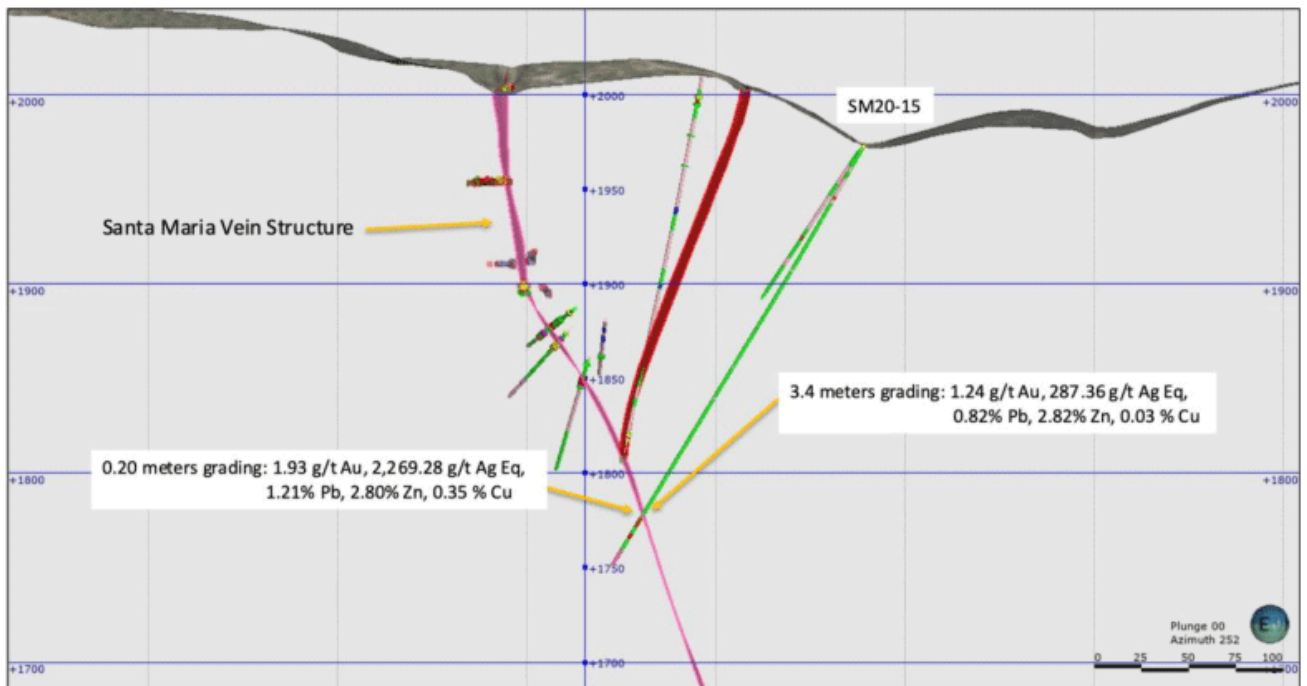 SM20-15
+2000
+2000
+2000
+1950
Santa Maria Vein Structure
+1900
+1900
+1900
+1850
3.4 meters grading: 1.24 g/t Au, 287.36 g/t Ag Eq,
0.82% Pb, 2.82% Zn, 0.03 % Cu
0.20 meters grading: 1.93 g/t Au, 2,269.28 g/t Ag Eq,
1.21% Pb, 2.80% Zn, 0.35 % Cu
+1800
+1800
+1800
+1750
Plunge 00
Azimuth 252
0 25 50 75 100
+1700
+1700